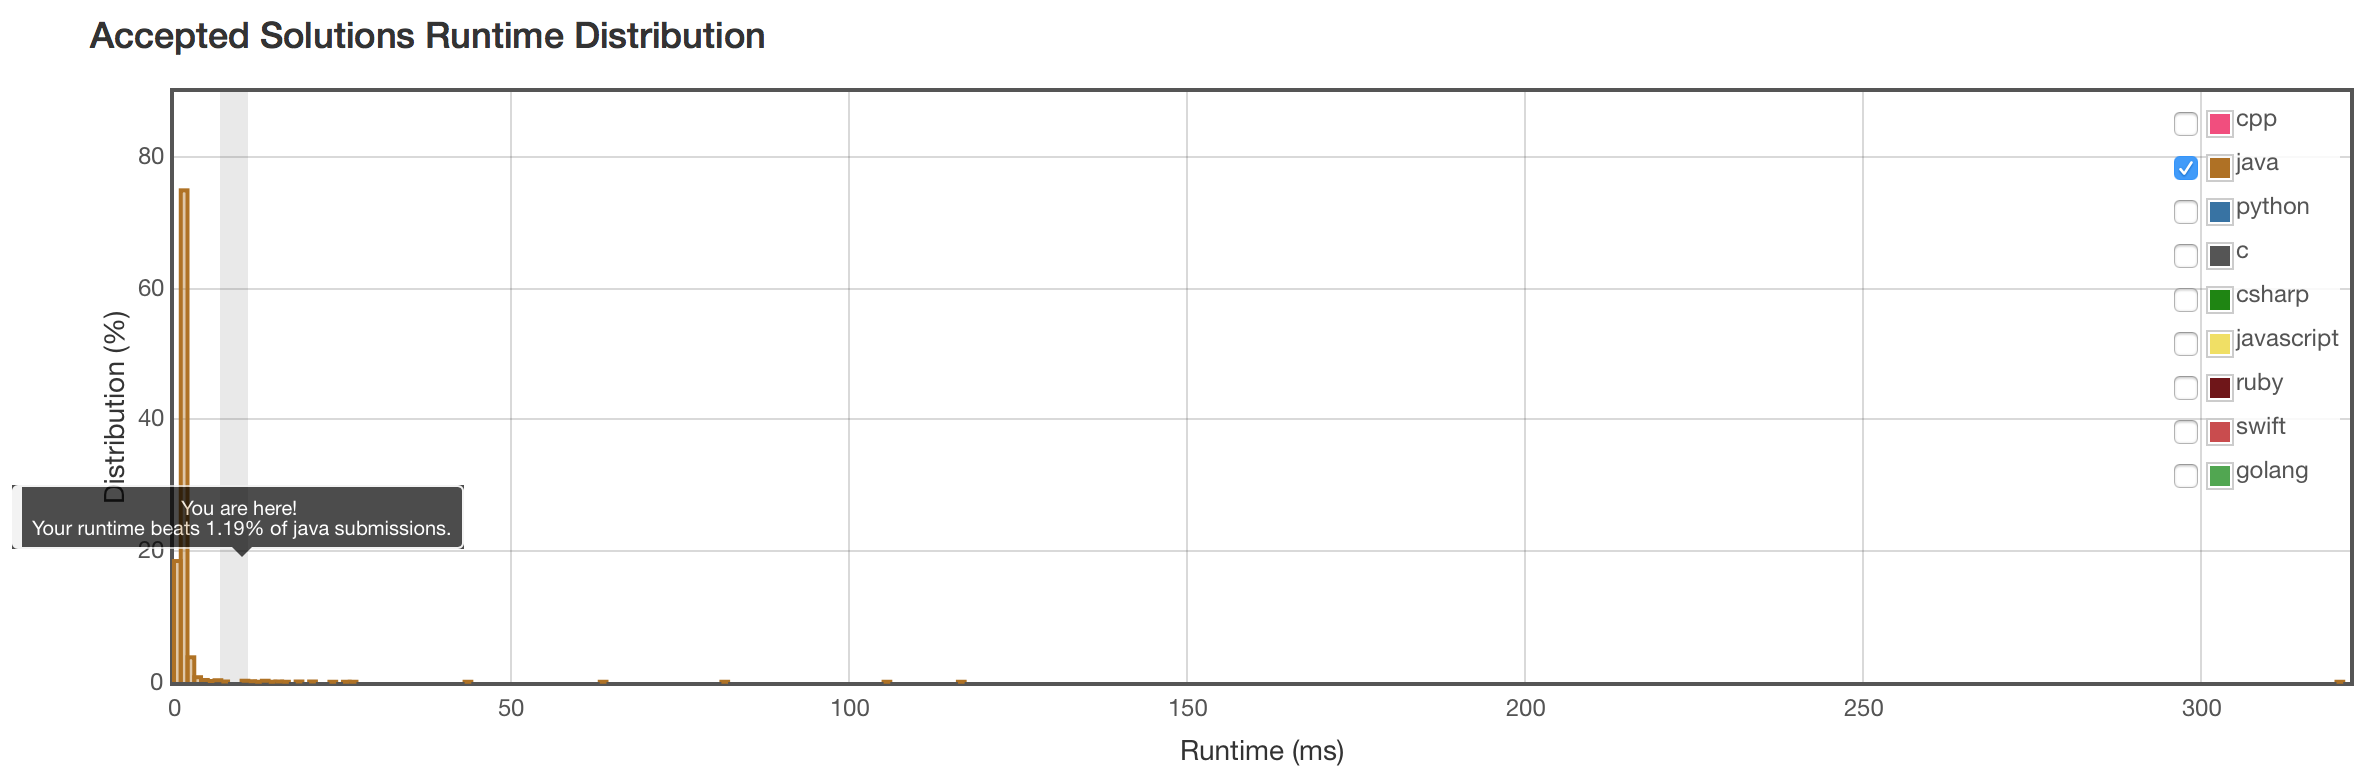 Accepted Solutions Runtime Distribution
Distribution (%)
80
60
40
20
0
You are here!
Your runtime beats 1.19% of java submissions.
cpp
java
python
c
csharp
javascript
ruby
swift
golang
0 50 100 150 200 250 300
Runtime (ms)